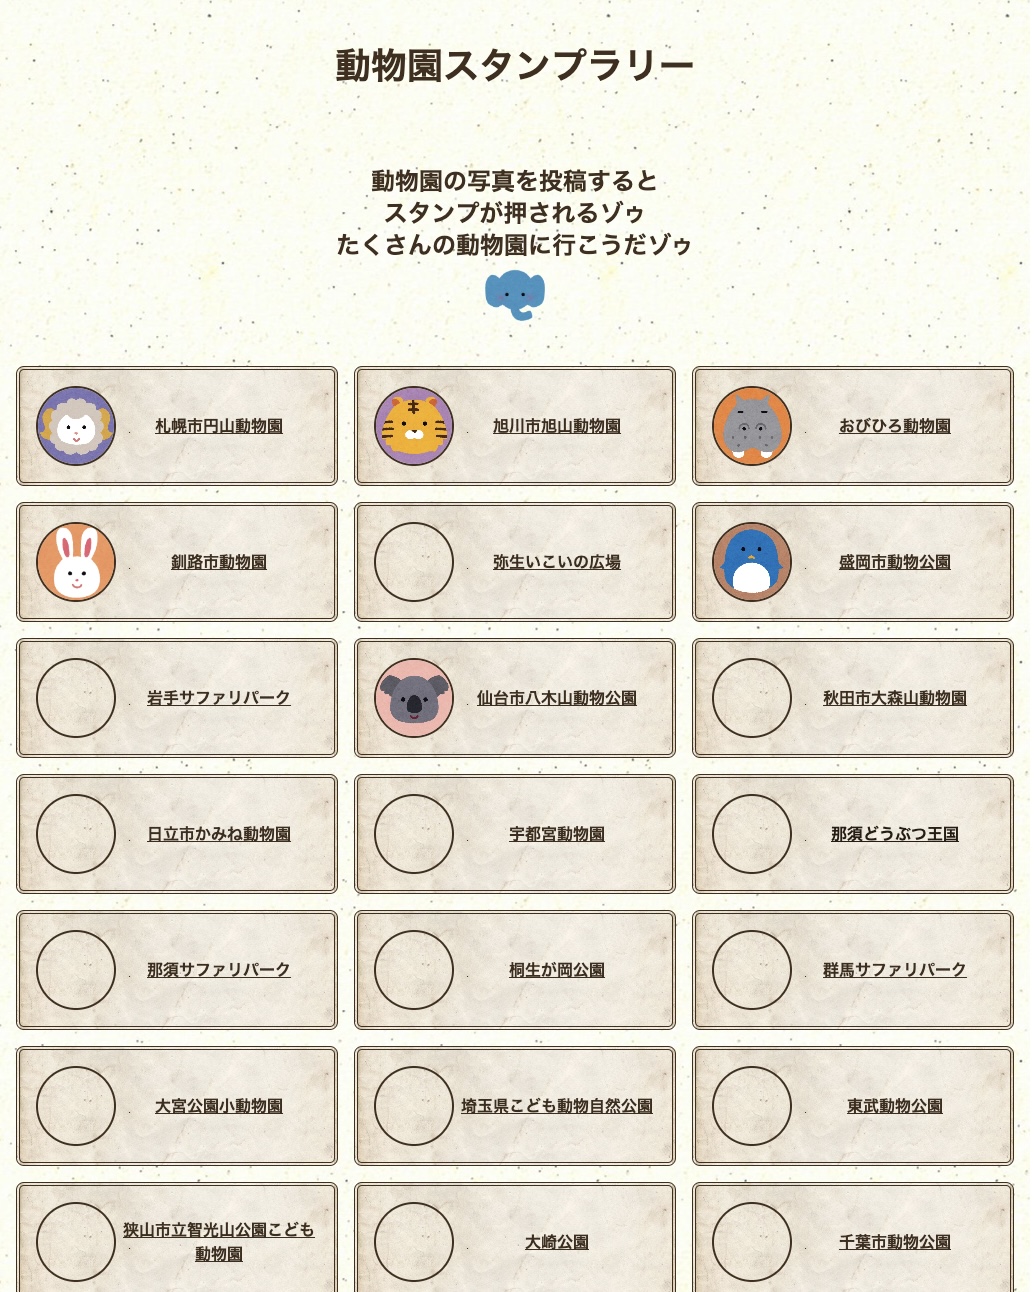 動物園スタンプラリー
動物園の写真を投稿すると
スタンプが押されるゾゥ
たくさんの動物園に行こうだゾゥ
札幌市円山動物園
旭川市旭山動物園
おびひろ動物園
釧路市動物園
弥生いこいの広場
盛岡市動物公園
岩手サファリパーク
仙台市八木山動物公園
秋田市大森山動物園
日立市かみね動物園
宇都宮動物園
那須どうぶつ王国
那須サファリパーク
桐生が岡公園
群馬サファリパーク
大宮公園小動物園
埼玉県こども動物自然公園
東武動物公園
狭山市立智光山公園こども
動物園
大崎公園
千葉市動物公園